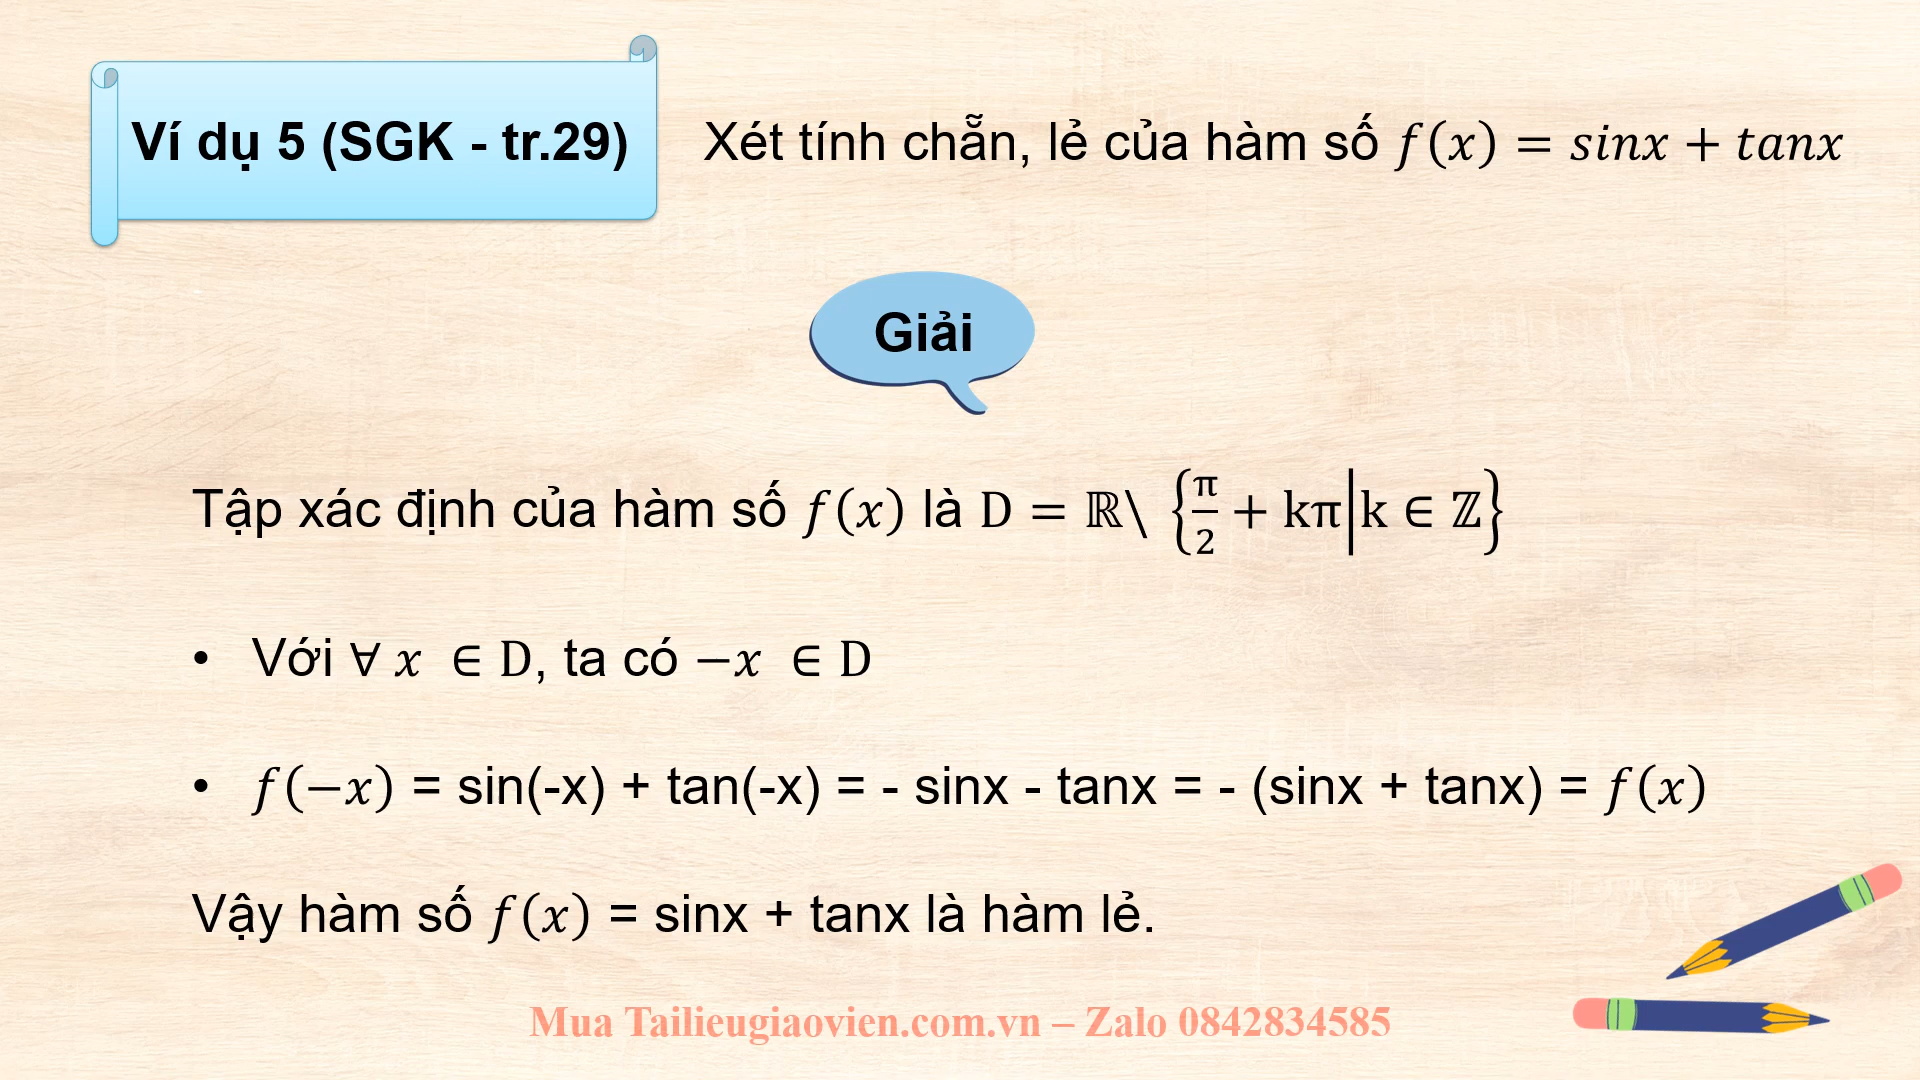 Ví dụ 5 (SGK - tr.29)
Xét tính chẵn, lẻ của hàm số f(x) = sinx + tanx
Giải
Tập xác định của hàm số f(x) là D = ℝ\ {π/2 + kπ|k ∈ ℤ}
• Với ∀ x ∈ D, ta có −x ∈ D
• f(−x) = sin(-x) + tan(-x) = - sinx - tanx = - (sinx + tanx) = f(x)
Vậy hàm số f(x) = sinx + tanx là hàm lẻ.
Mua Tailieugiaovien.com.vn – Zalo 0842834585